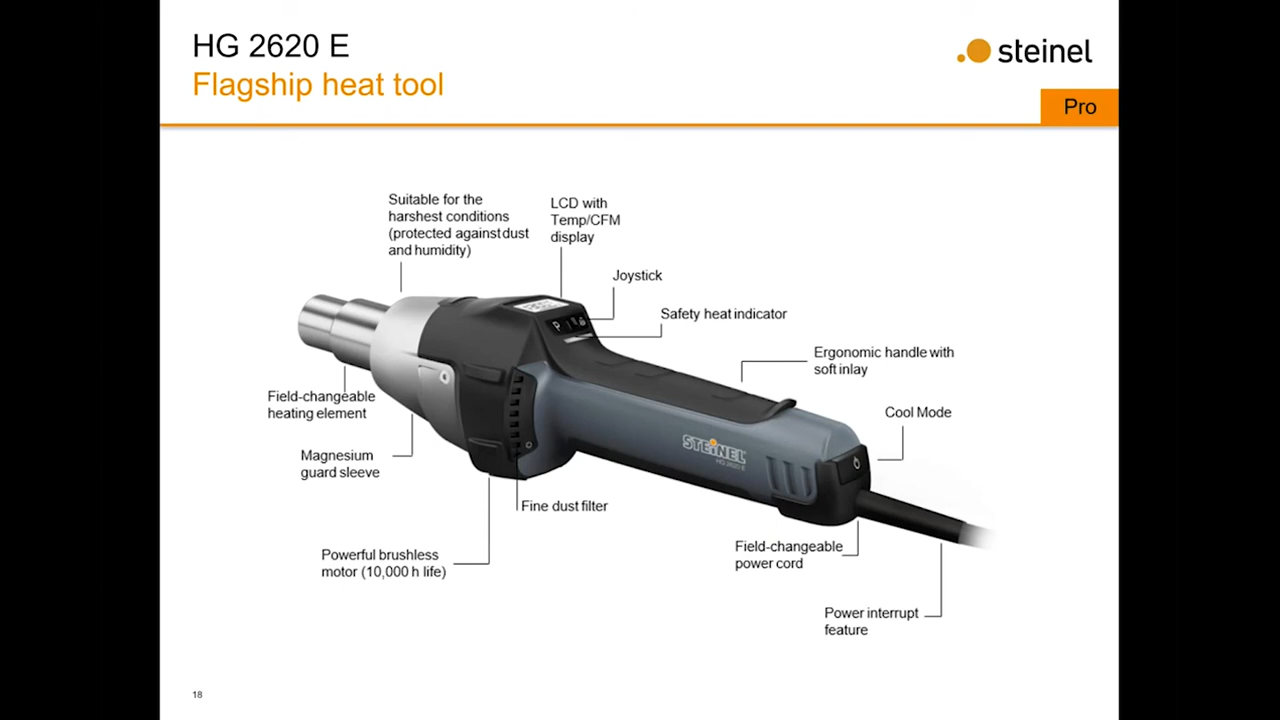 HG 2620 E
Flagship heat tool
steinel
Pro
Suitable for the
harshest conditions
(protected against dust
and humidity)
LCD with
Temp/CFM
display
Joystick
Safety heat indicator
Ergonomic handle with
soft inlay
Cool Mode
Field-changeable
heating element
Magnesium
guard sleeve
Fine dust filter
Powerful brushless
motor (10,000 h life)
STEINEL
HG 2620 E
Field-changeable
power cord
Power interrupt
feature
18